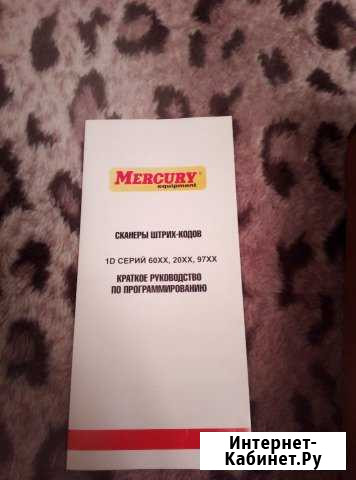 MERCURY®
equipment
СКАНЕРЫ ШТРИХ-КОДОВ
1D СЕРИЙ 60XX, 20XX, 97XX
КРАТКОЕ РУКОВОДСТВО
ПО ПРОГРАММИРОВАНИЮ
Интернет-
Кабинет.Ру